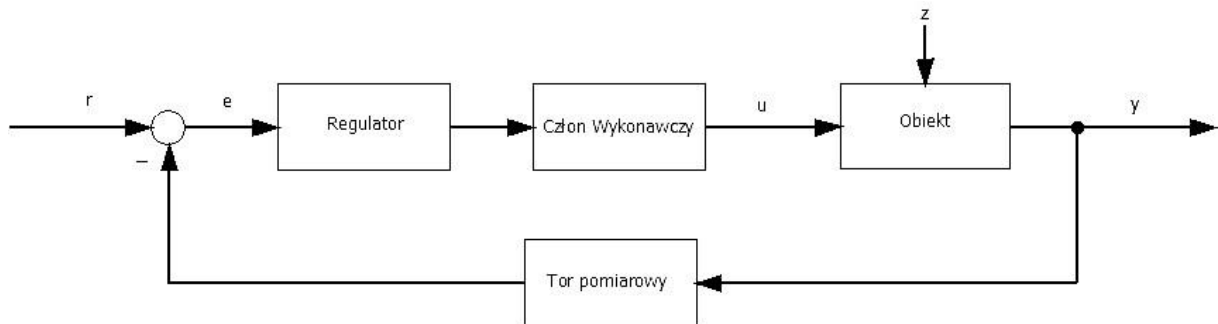 z
r
e
Regulator
Człon Wykonawczy
u
Obiekt
y
–
Tor pomiarowy